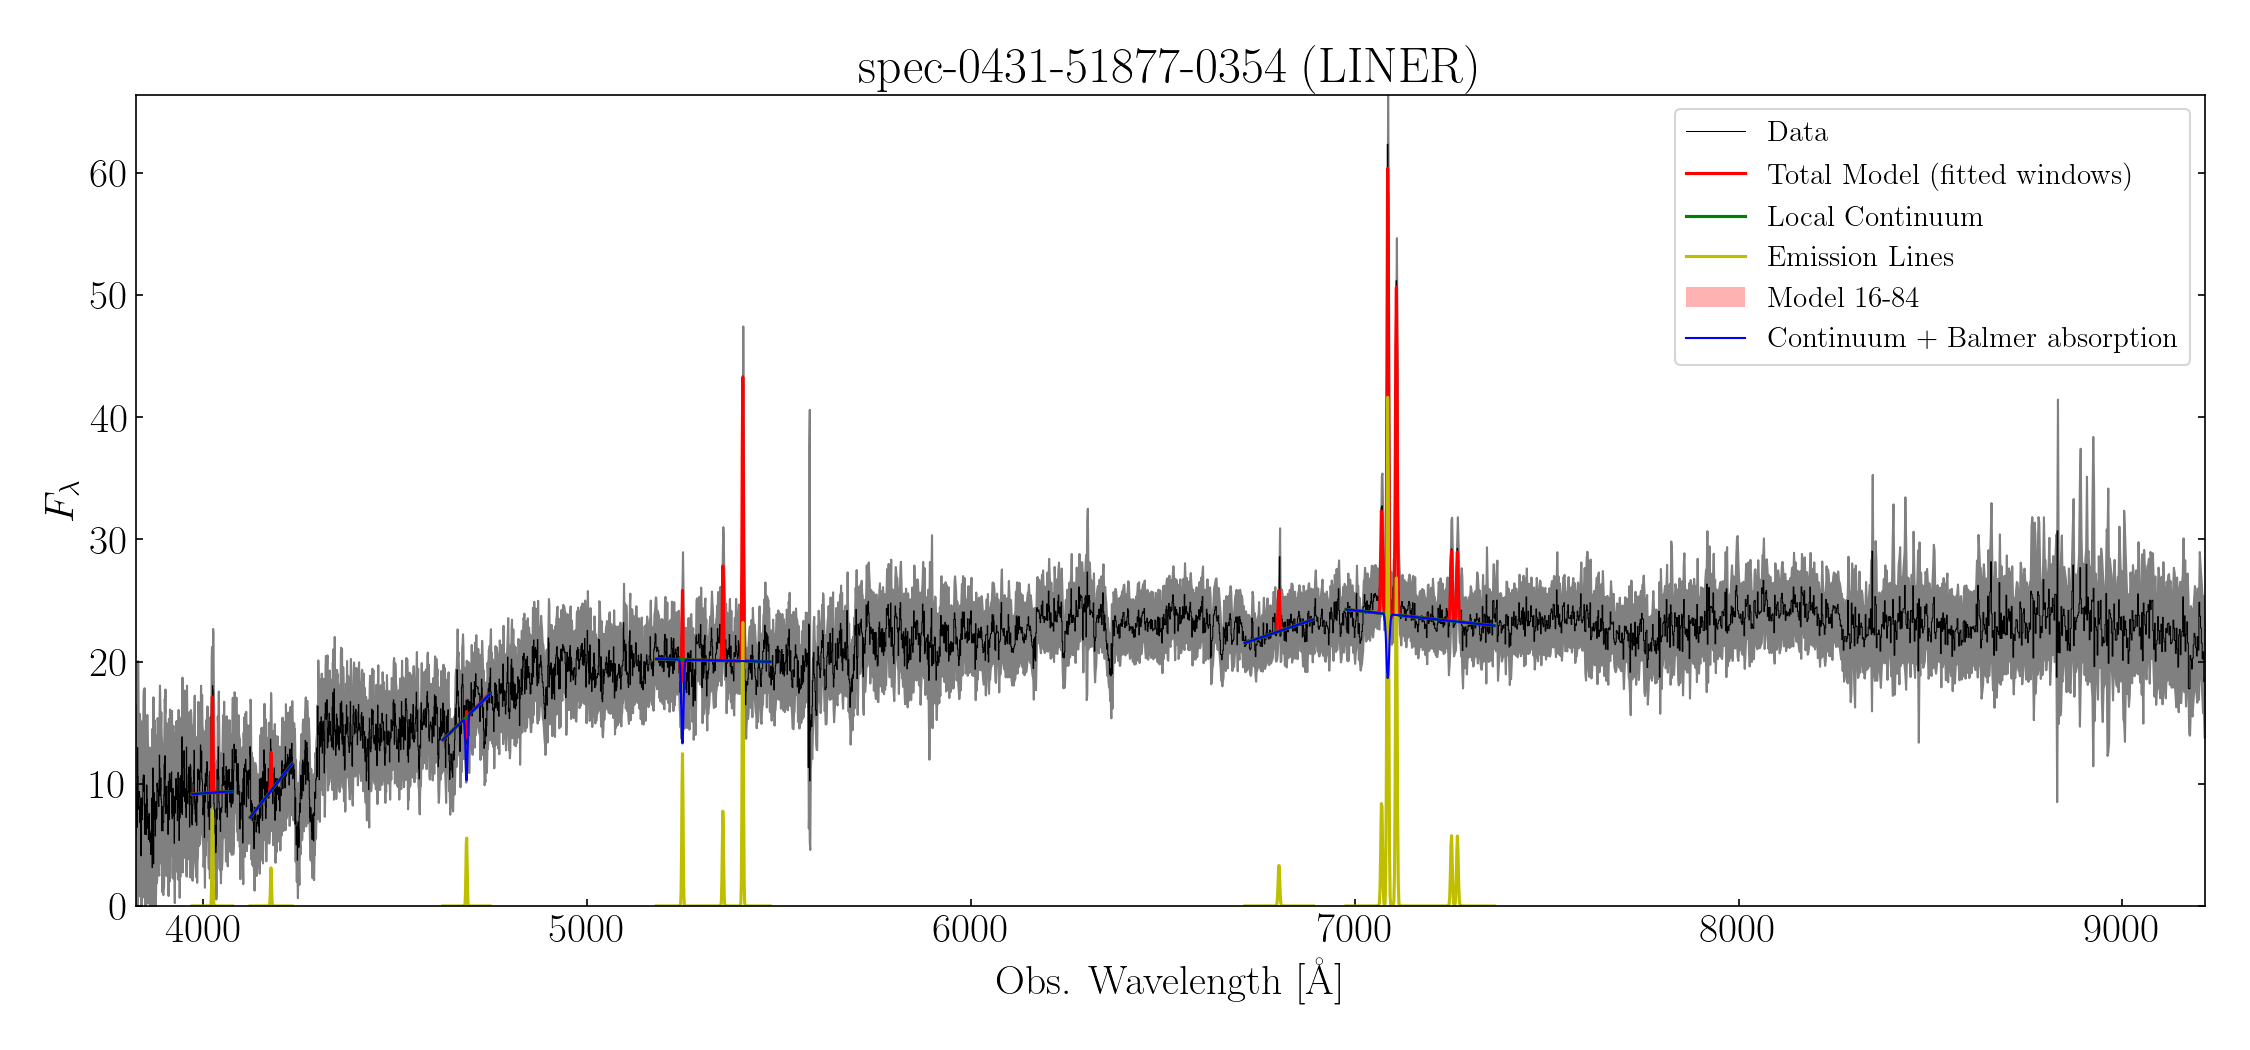 spec-0431-51877-0354 (LINER)
Data
Total Model (fitted windows)
Local Continuum
Emission Lines
Model 16-84
Continuum + Balmer absorption
60
50
40
30
20
10
0
F_λ
4000 5000 6000 7000 8000 9000
Obs. Wavelength [Å]